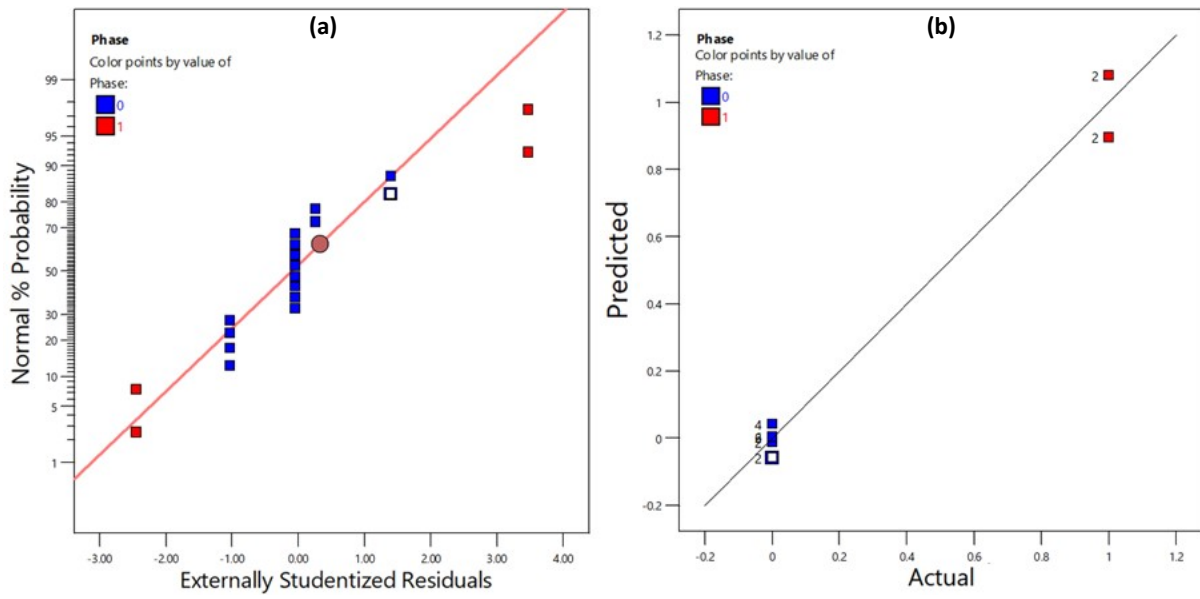 (a)
Phase
Color points by value of
Phase:
0
1
99
95
90
80
70
50
30
20
10
5
1
Normal % Probability
-3.00 -2.00 -1.00 0.00 1.00 2.00 3.00 4.00
Externally Studentized Residuals
(b)
Phase
Color points by value of
Phase:
0
1
1.2
1
0.8
0.6
0.4
0.2
0
-0.2
Predicted
2
2
4
2
2
-0.2 0 0.2 0.4 0.6 0.8 1 1.2
Actual